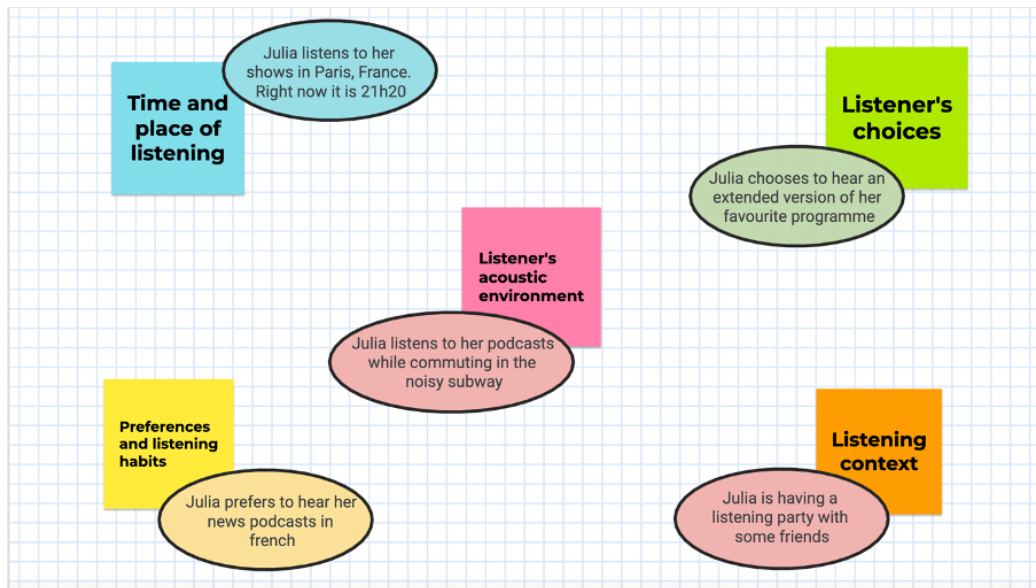 Julia listens to her
shows in Paris, France.
Right now it is 21h20
Time and
place of
listening
Listener's
choices
Julia chooses to hear an
extended version of her
favourite programme
Listener's
acoustic
environment
Julia listens to her podcasts
while commuting in the
noisy subway
Preferences
and listening
habits
Julia prefers to hear her
news podcasts in
french
Listening
context
Julia is having a
listening party with
some friends